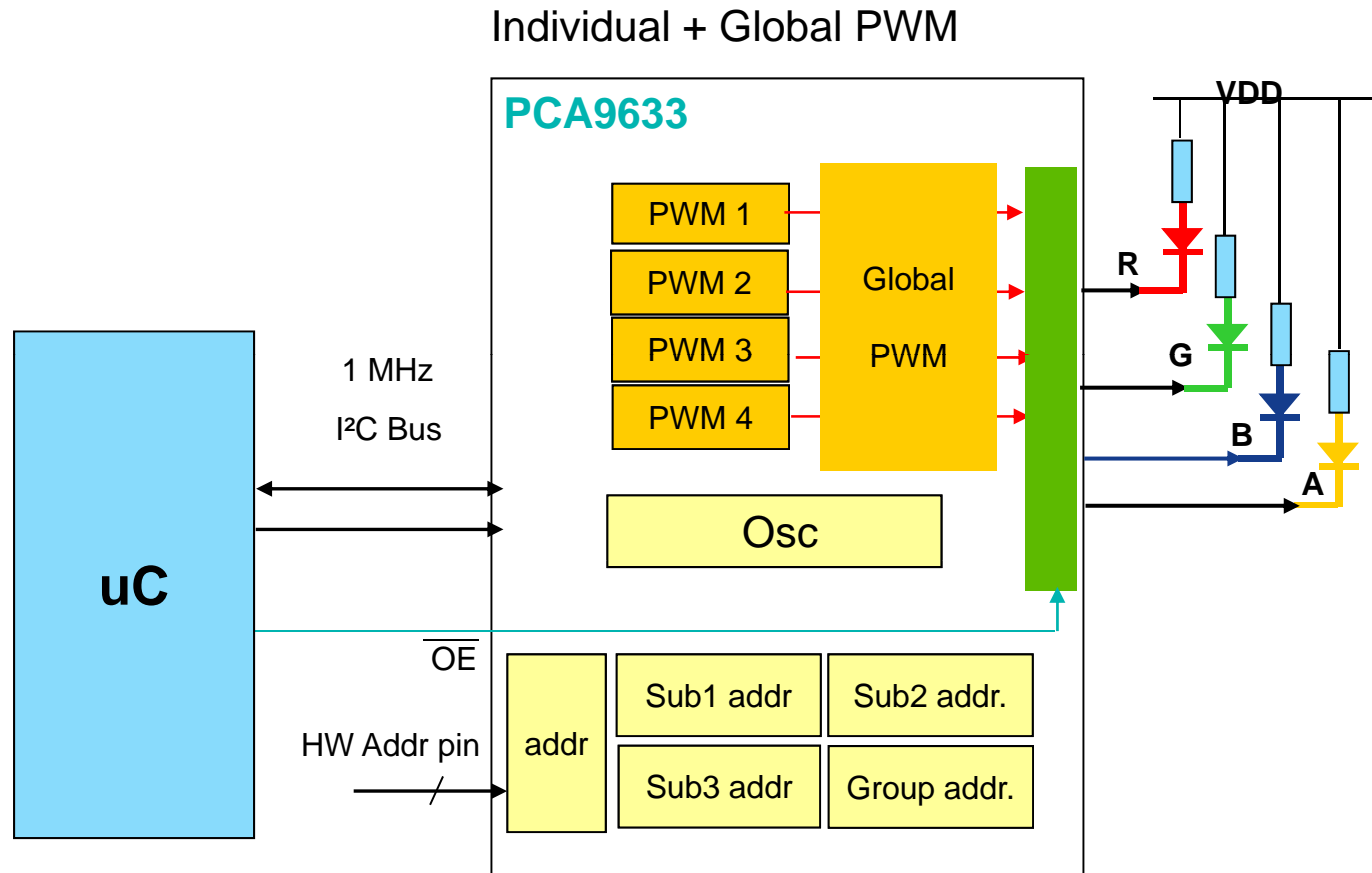 Individual + Global PWM
PCA9633
VDD
PWM 1
PWM 2
PWM 3
PWM 4
Global
PWM
R
G
B
A
1 MHz
I²C Bus
Osc
uC
OE
HW Addr pin
addr
Sub1 addr
Sub2 addr.
Sub3 addr
Group addr.